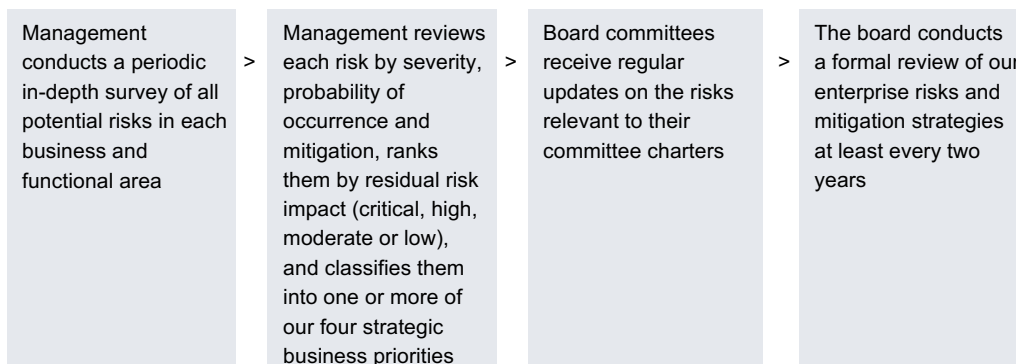 Management
conducts a periodic
in-depth survey of all
potential risks in each
business and
functional area
>
Management reviews
each risk by severity,
probability of
occurrence and
mitigation, ranks
them by residual risk
impact (critical, high,
moderate or low),
and classifies them
into one or more of
our four strategic
business priorities
>
Board committees
receive regular
updates on the risks
relevant to their
committee charters
>
The board conducts
a formal review of our
enterprise risks and
mitigation strategies
at least every two
years